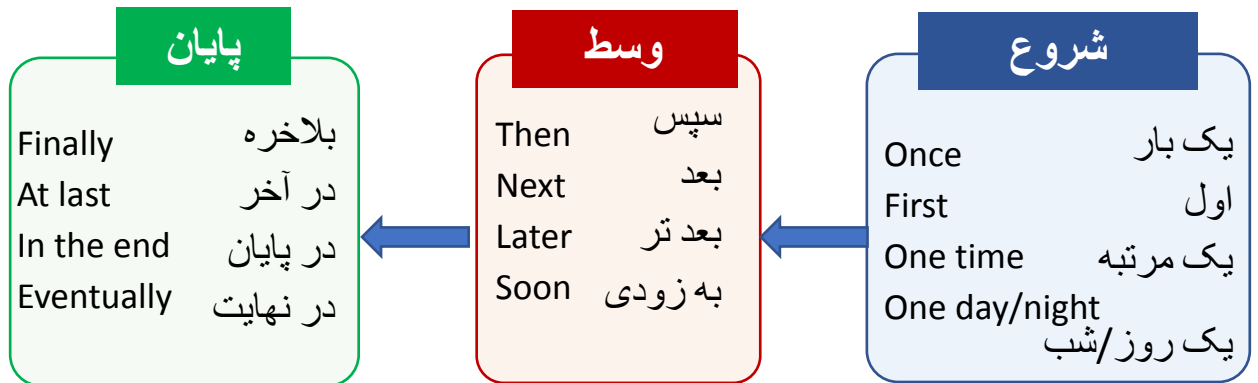 شروع
Once یک بار
First اول
One time یک مرتبه
One day/night
یک روز/شب
وسط
Then سپس
Next بعد
Later بعد تر
Soon به زودی
پایان
Finally بلاخره
At last در آخر
In the end در پایان
Eventually در نهایت